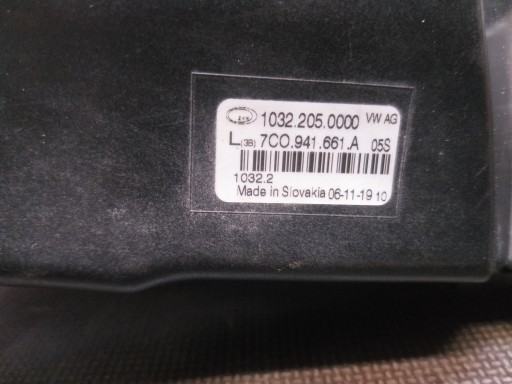 1032.205.0000 VW AG
L(3B) 7C0.941.661.A 05S
1032.2
Made in Slovakia 06-11-19 10